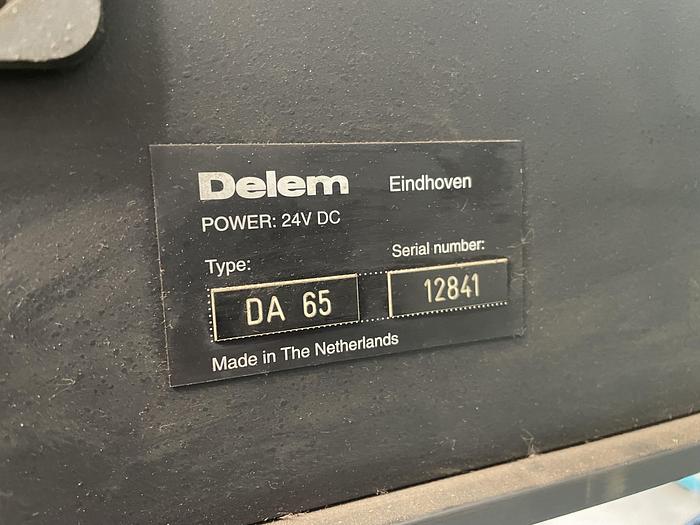 Delem Eindhoven
POWER: 24V DC
Type: Serial number:
DA 65 12841
Made in The Netherlands